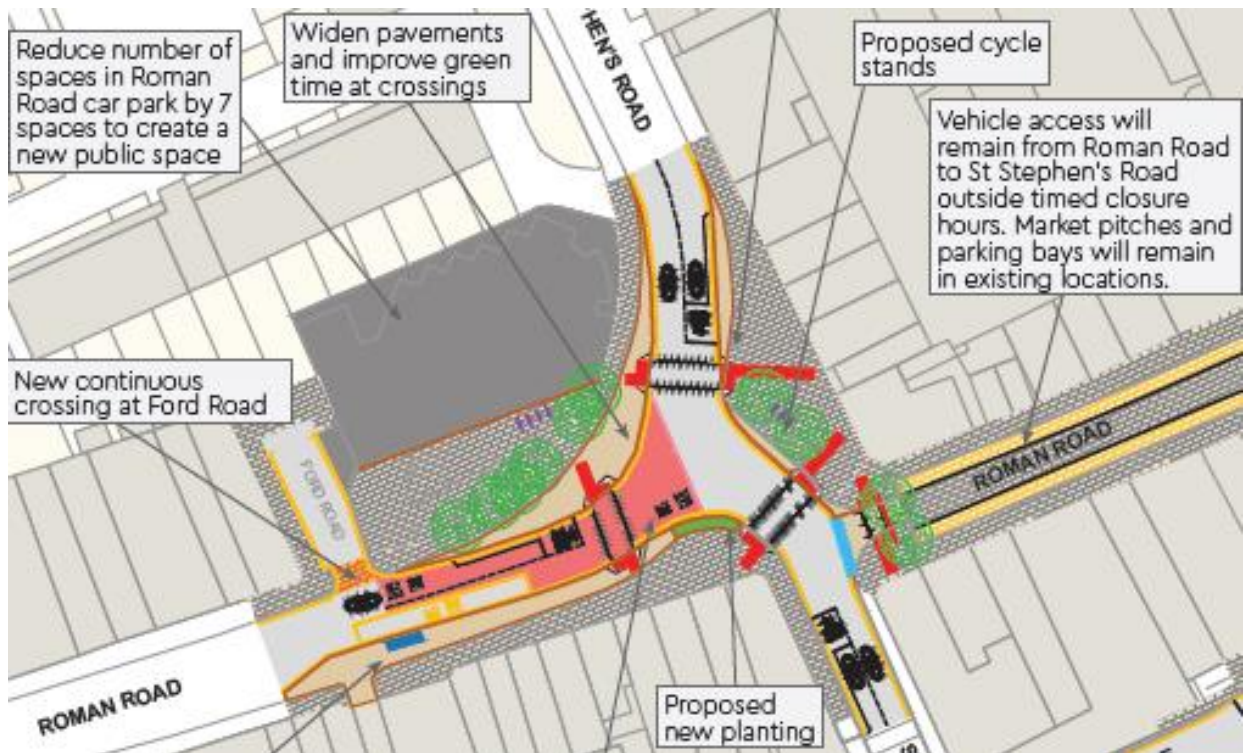 Reduce number of
spaces in Roman
Road car park by 7
spaces to create a
new public space
Widen pavements
and improve green
time at crossings
HEN'S ROAD
Proposed cycle
stands
Vehicle access will
remain from Roman Road
to St Stephen's Road
outside timed closure
hours. Market pitches and
parking bays will remain
in existing locations.
New continuous
crossing at Ford Road
FORD ROAD
ROMAN ROAD
ROMAN ROAD
Proposed
new planting